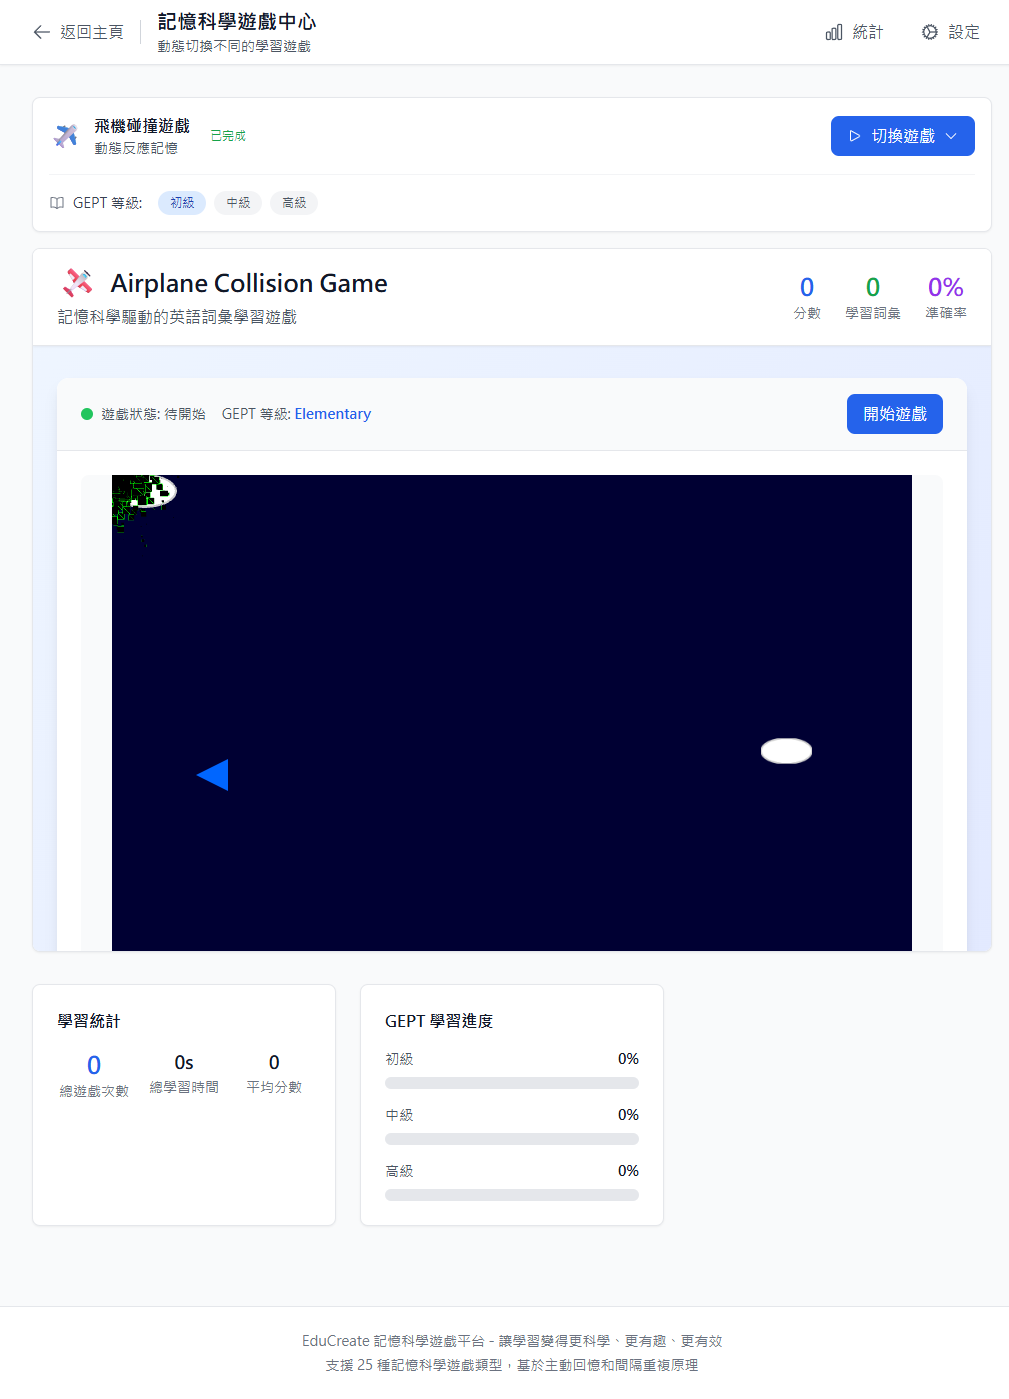 返回主頁
記憶科學遊戲中心
動態切換不同的學習遊戲
統計
設定
飛機碰撞遊戲
動態反應記憶
已完成
切換遊戲
GEPT 等級:
初級
中級
高級
Airplane Collision Game
記憶科學驅動的英語詞彙學習遊戲
0
分數
0
學習詞彙
0%
準確率
遊戲狀態: 待開始
GEPT 等級: Elementary
開始遊戲
學習統計
0
總遊戲次數
0s
總學習時間
0
平均分數
GEPT 學習進度
初級 0%
中級 0%
高級 0%
EduCreate 記憶科學遊戲平台 - 讓學習變得更科學、更有趣、更有效
支援 25 種記憶科學遊戲類型，基於主動回憶和間隔重複原理